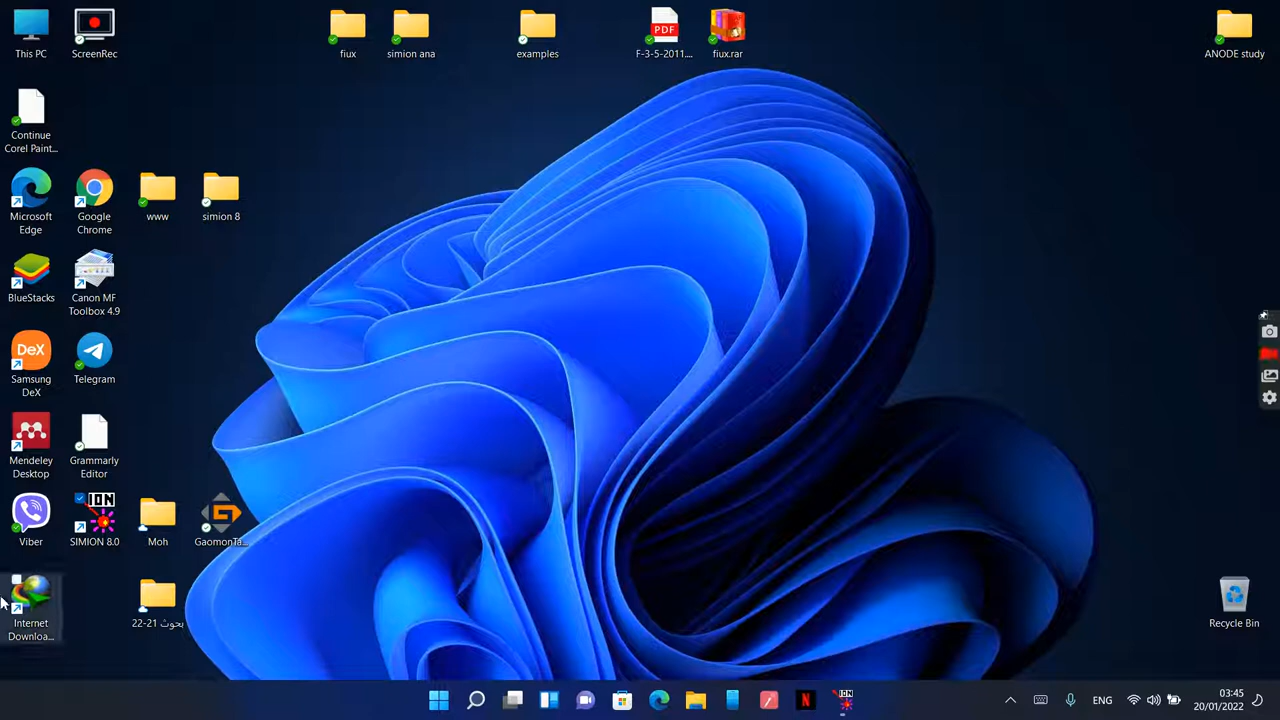 This PC
ScreenRec
fiux
simion ana
examples
PDF
F-3-5-2011....
fiux.rar
ANODE study
Continue
Corel Paint...
Microsoft
Edge
Google
Chrome
www
simion 8
BlueStacks
Canon MF
Toolbox 4.9
DeX
Samsung
DeX
Telegram
Mendeley
Desktop
Grammarly
Editor
Viber
ION
SIMION 8.0
Moh
GaomonTa...
Internet
Downloa...
بحوث 21-22
Recycle Bin
N
ION
ENG
03:45
20/01/2022